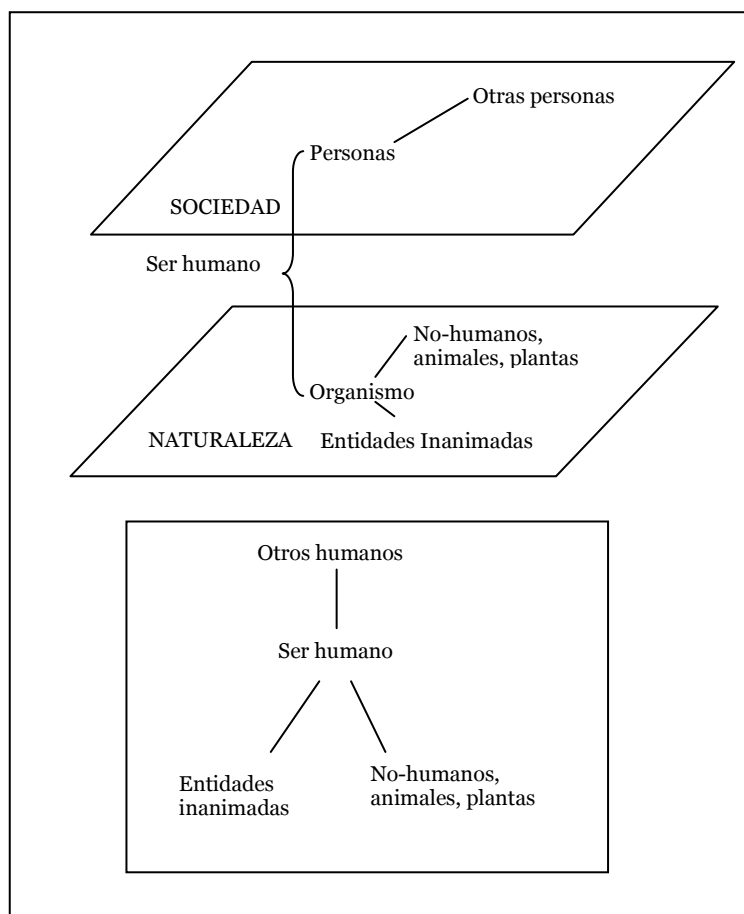 Otras personas
Personas
SOCIEDAD
Ser humano
No-humanos,
animales, plantas
Organismo
NATURALEZA
Entidades Inanimadas
Otros humanos
Ser humano
Entidades
inanimadas
No-humanos,
animales, plantas